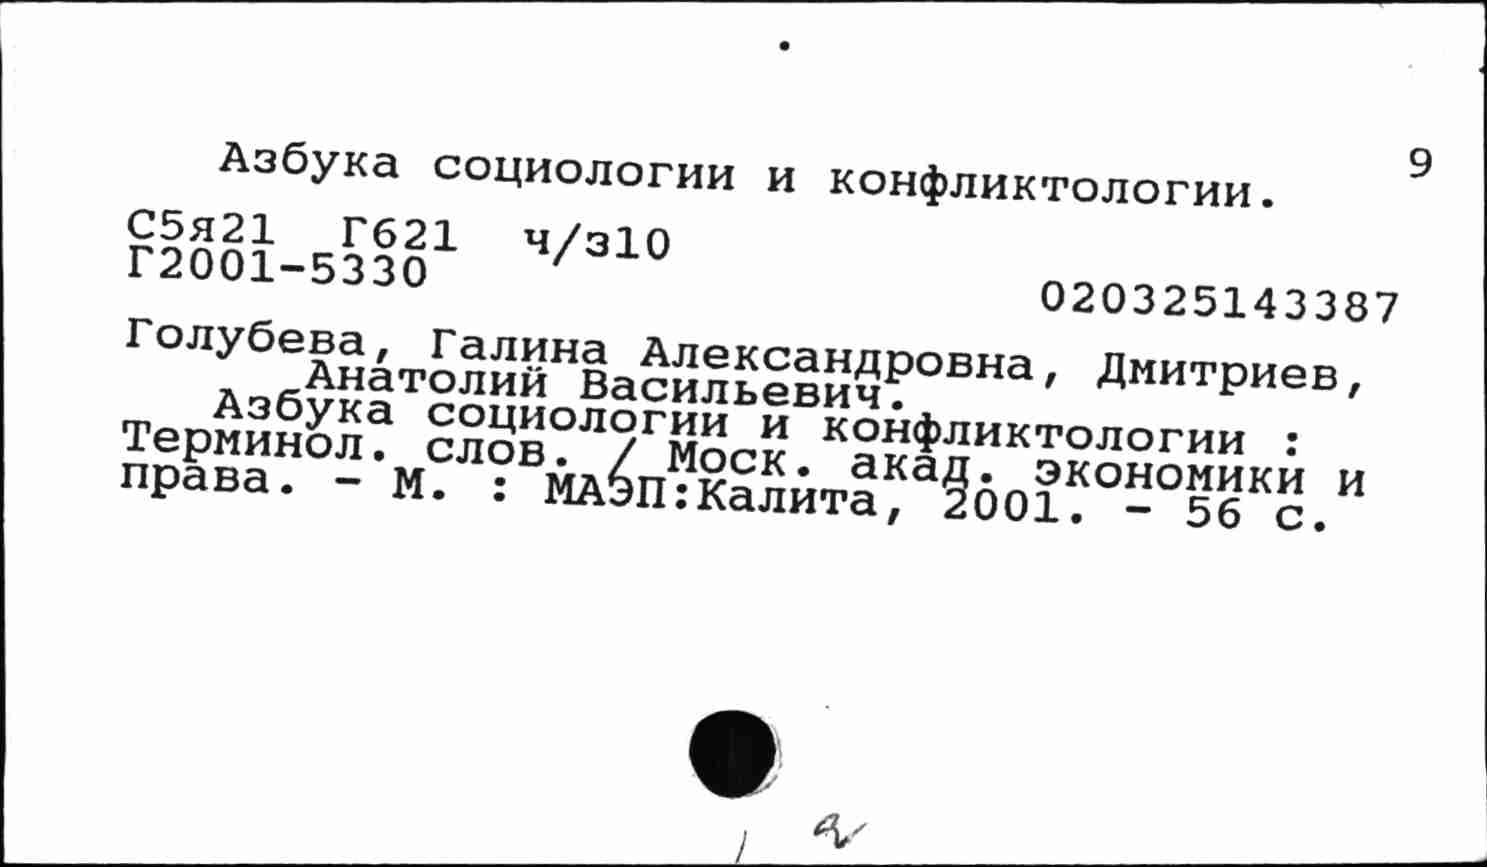 Азбука социологии и конфликтологии. 9
С5я21 Г621 ч/з10
Г2001-5330
020325143387
Голубева, Галина Александровна, Дмитриев,
Анатолий Васильевич.
Азбука социологии и конфликтологии :
Терминол. слов. / Моск. акад. экономики и
права. - М. : МАЭП:Калита, 2001. - 56 с.